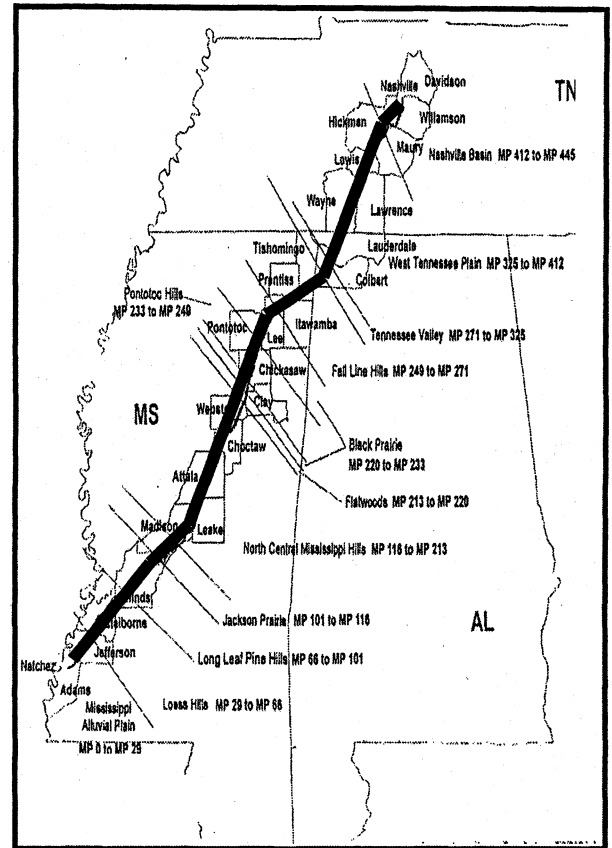 Nashville
Davidson
TN
Hickman
Williamson
Maury
Nashville Basin MP 412 to MP 445
Lewis
Wayne
Lawrence
Tishomingo
Lauderdale
West Tennessee Plain MP 325 to MP 412
Prentiss
Colbert
Pontotoc Hills
MP 233 to MP 249
Pontotoc
Itawamba
Lee
Tennessee Valley MP 271 to MP 325
Chickasaw
Fall Line Hills MP 249 to MP 271
MS
Webst
Clay
Choctaw
Black Prairie
MP 220 to MP 233
Attala
Flatwoods MP 213 to MP 220
Madison
Leake
North Central Mississippi Hills MP 116 to MP 213
inds
Jackson Prairie MP 101 to MP 116
AL
aiborne
Jefferson
Long Leaf Pine Hills MP 66 to MP 101
Natchez
Adams
Loess Hills MP 29 to MP 66
Mississippi
Alluvial Plain
MP 0 to MP 29